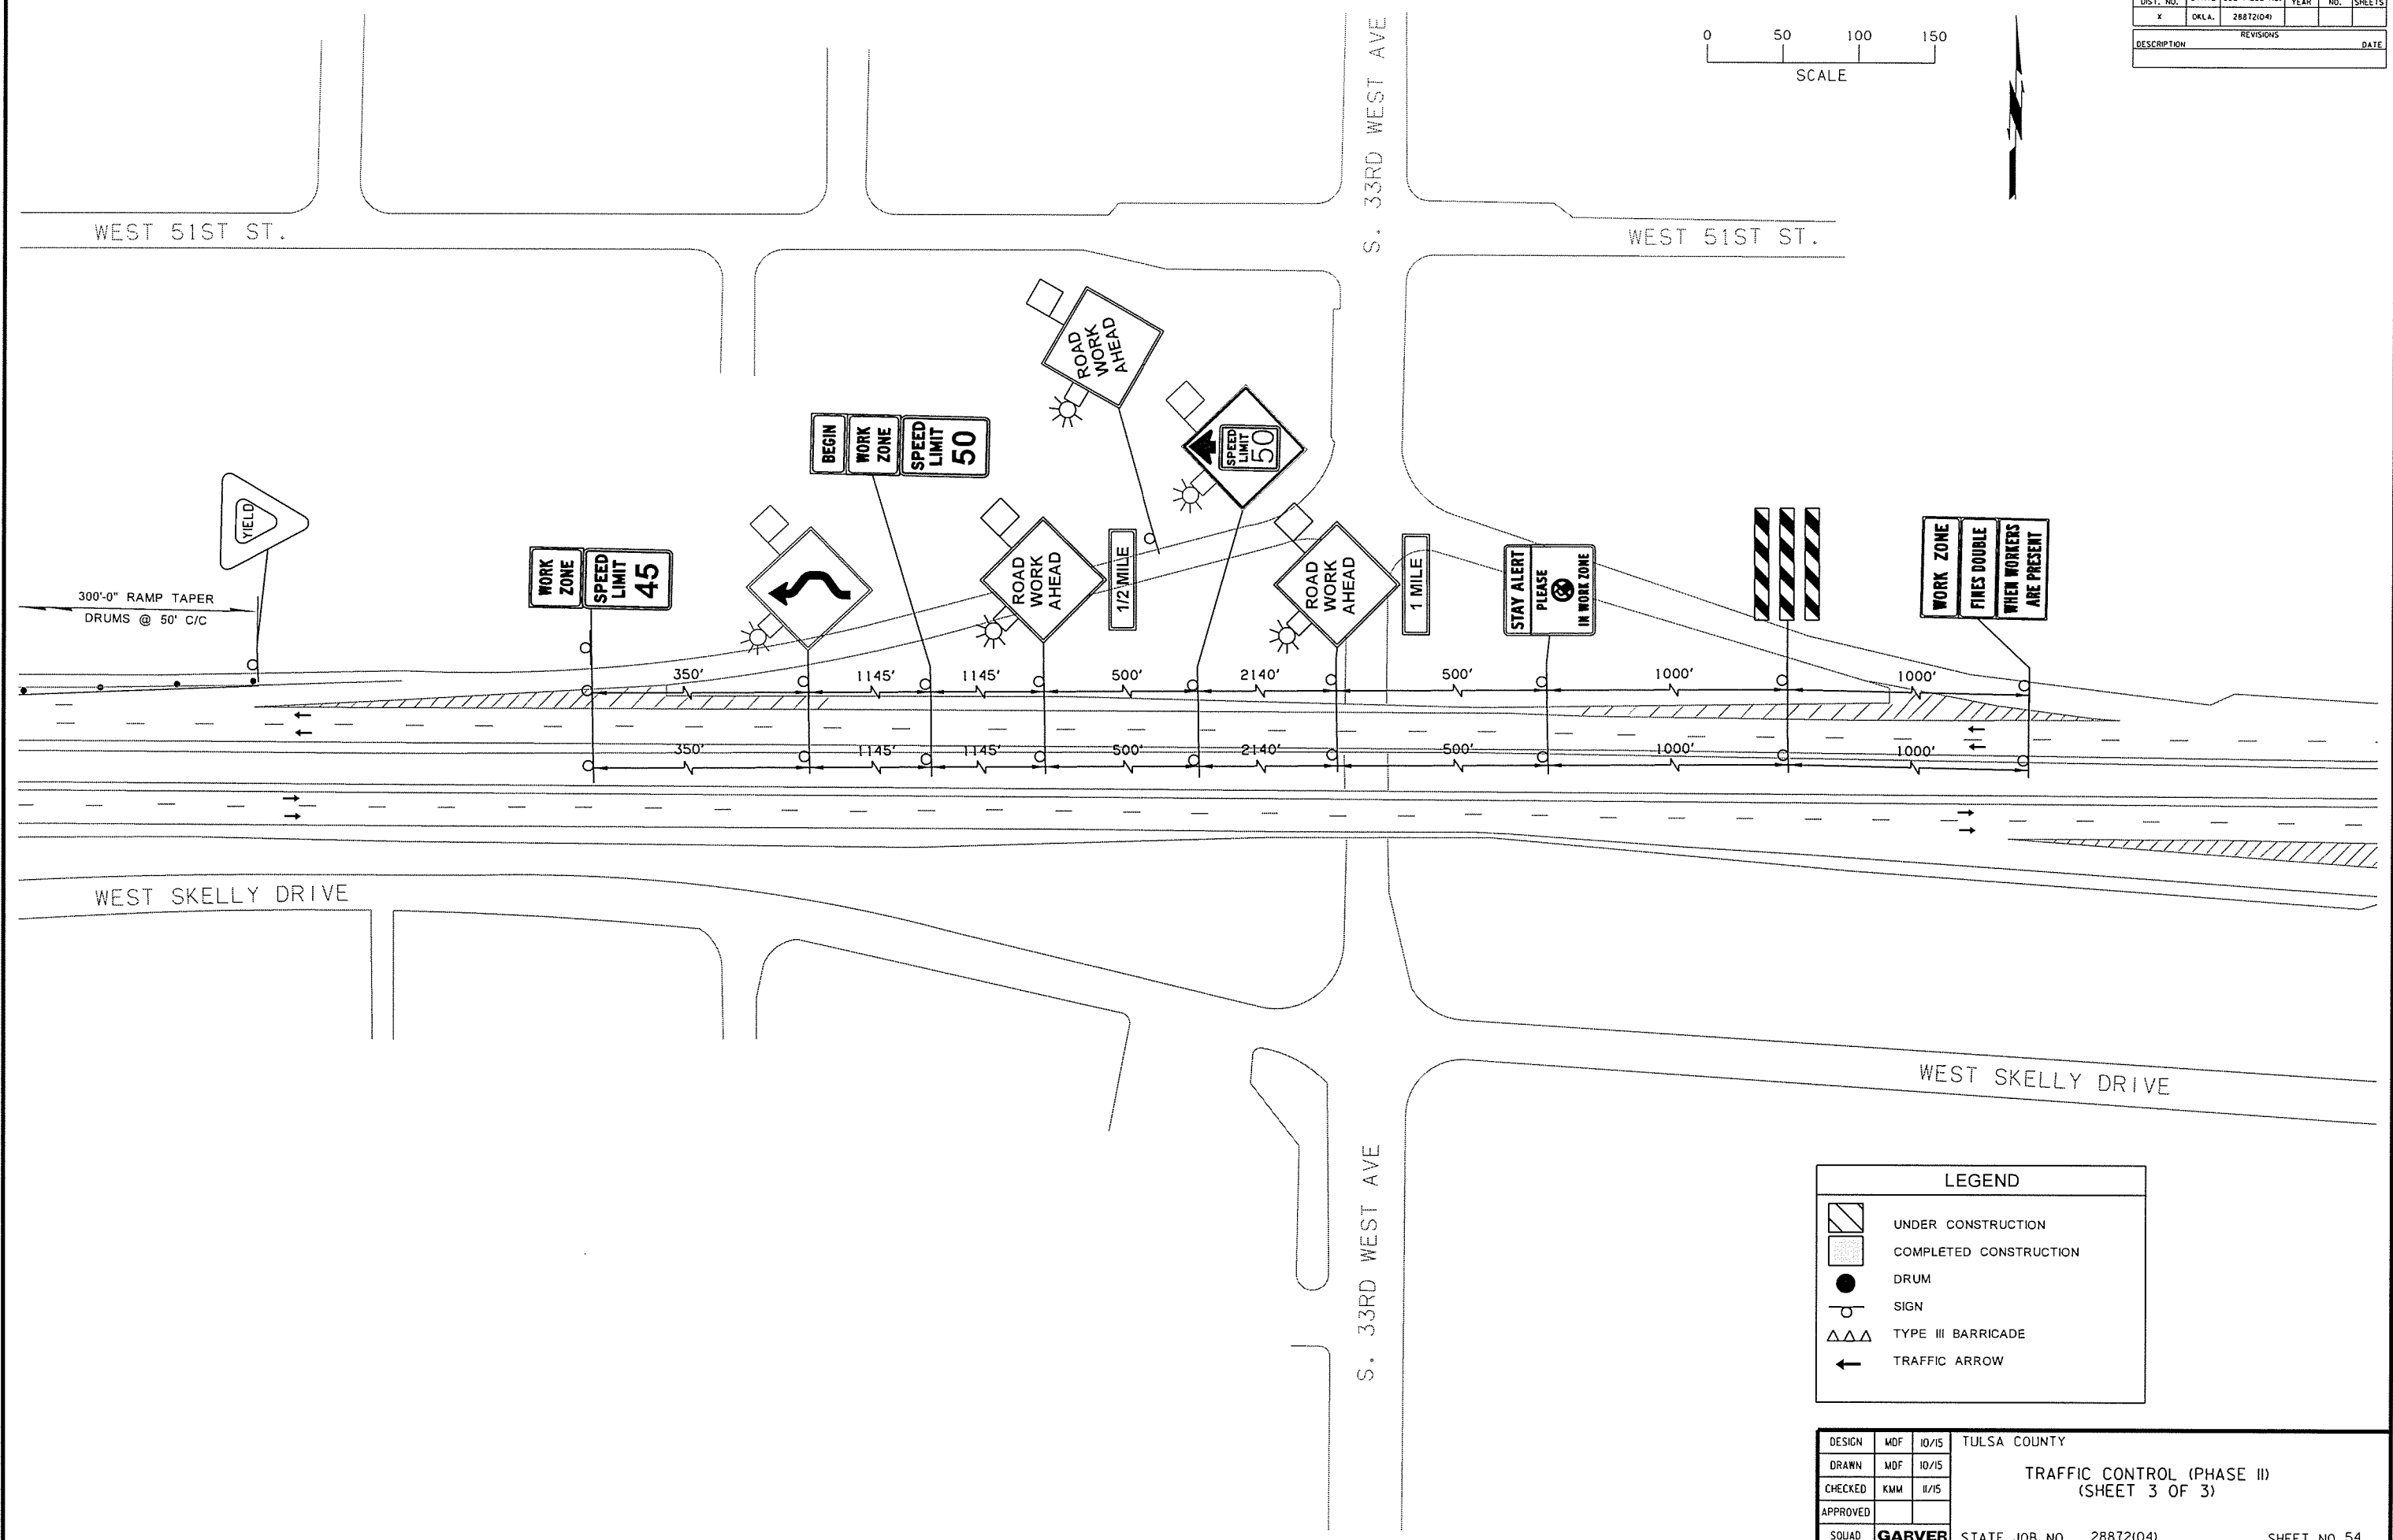 DIST. NO. YEAR NO. SHEETS
X OKLA. 28872(04)
REVISIONS
DESCRIPTION DATE
0 50 100 150
SCALE
S. 33RD WEST AVE
WEST 51ST ST.
WEST 51ST ST.
ROAD
WORK
AHEAD
SPEED
LIMIT
50
BEGIN
WORK
ZONE
SPEED
LIMIT
50
YIELD
WORK
ZONE
SPEED
LIMIT
45
ROAD
WORK
AHEAD
1/2 MILE
ROAD
WORK
AHEAD
1 MILE
STAY ALERT
PLEASE
IN WORK ZONE
WORK ZONE
FINES DOUBLE
WHEN WORKERS
ARE PRESENT
300'-0" RAMP TAPER
DRUMS @ 50' C/C
350' 1145' 1145' 500' 2140' 500' 1000' 1000'
350' 1145' 1145' 500' 2140' 500' 1000' 1000'
WEST SKELLY DRIVE
WEST SKELLY DRIVE
S. 33RD WEST AVE
LEGEND
UNDER CONSTRUCTION
COMPLETED CONSTRUCTION
DRUM
SIGN
TYPE III BARRICADE
TRAFFIC ARROW
DESIGN MDF 10/15
DRAWN MDF 10/15
CHECKED KMM 11/15
APPROVED
SQUAD GARVER
TULSA COUNTY
TRAFFIC CONTROL (PHASE II)
(SHEET 3 OF 3)
STATE JOB NO. 28872(04) SHEET NO. 54